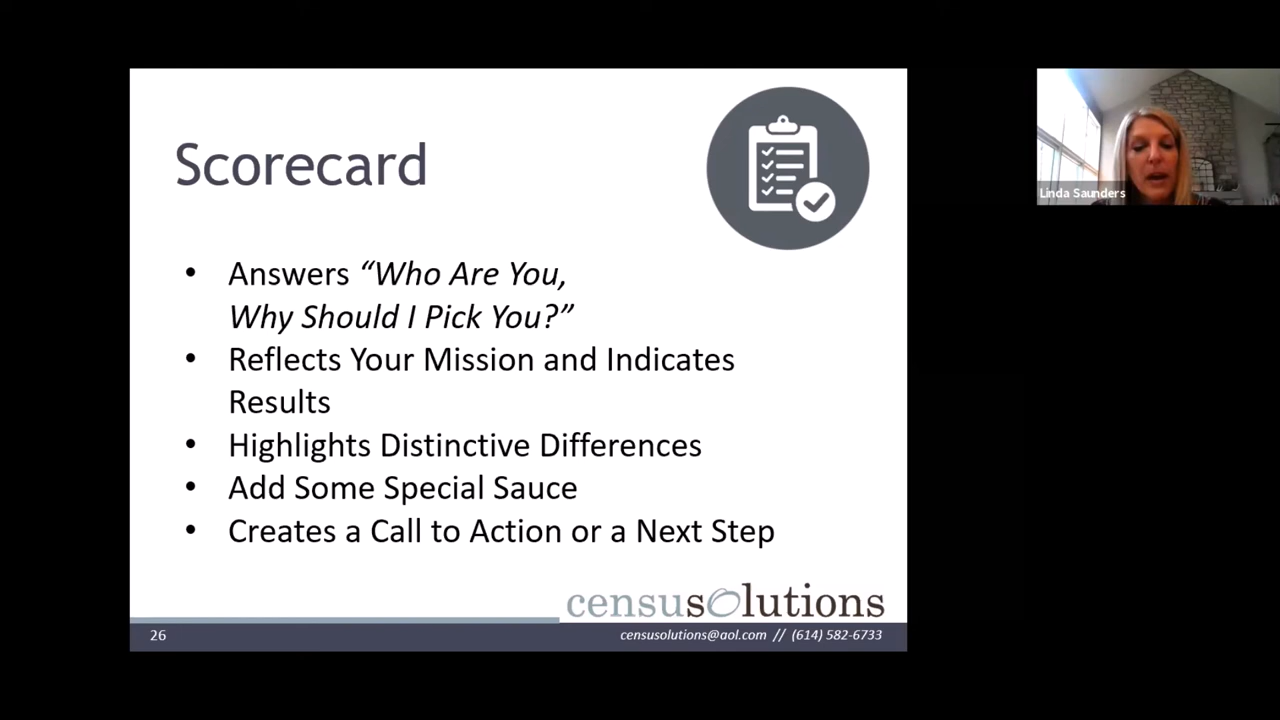 Scorecard
• Answers “Who Are You,
Why Should I Pick You?”
• Reflects Your Mission and Indicates
Results
• Highlights Distinctive Differences
• Add Some Special Sauce
• Creates a Call to Action or a Next Step
censusolutions
26
censusolutions@aol.com // (614) 582-6733
Linda Saunders